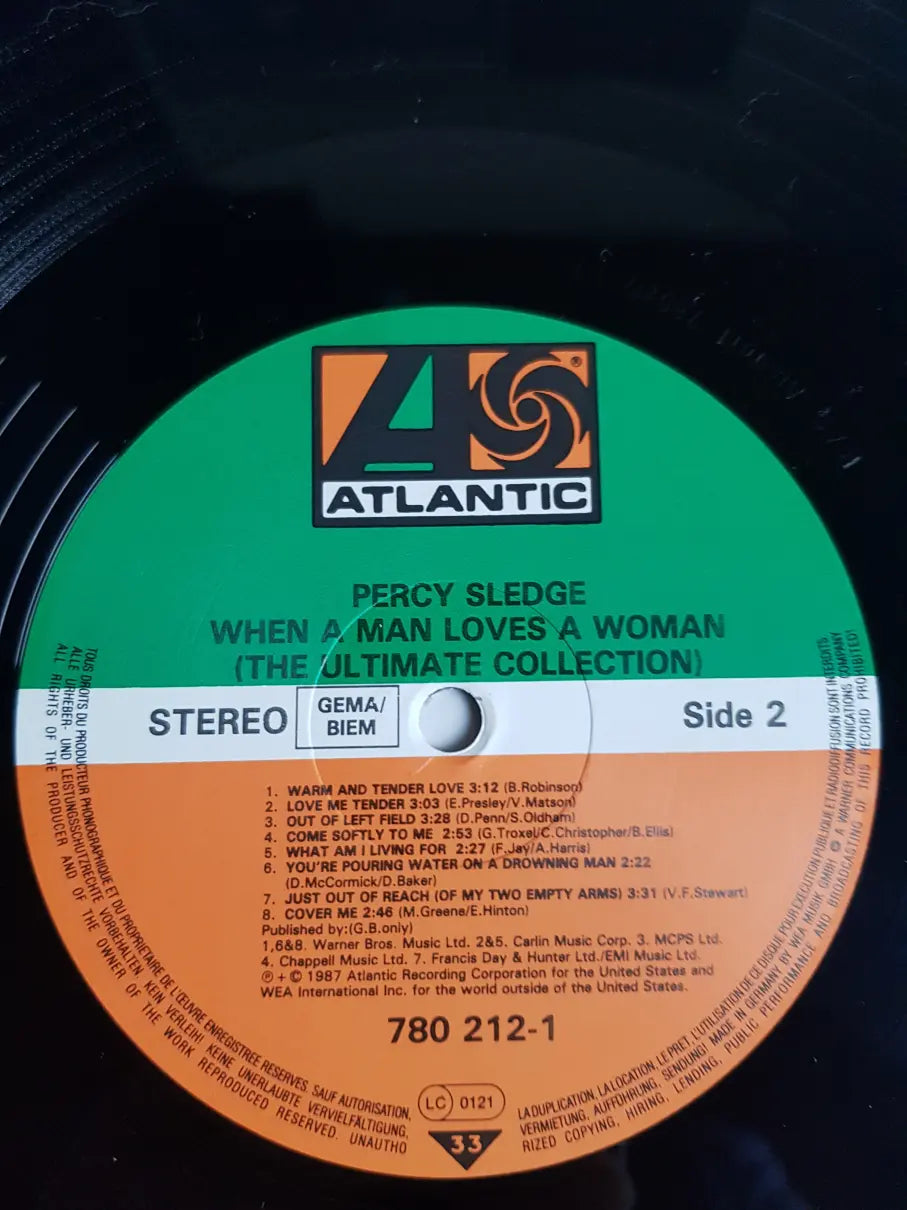 ATLANTIC
®
PERCY SLEDGE
WHEN A MAN LOVES A WOMAN
(THE ULTIMATE COLLECTION)
STEREO
GEMA/
BIEM
Side 2
1. WARM AND TENDER LOVE 3:12 (B.Robinson)
2. LOVE ME TENDER 3:03 (E.Presley/V.Matson)
3. OUT OF LEFT FIELD 3:28 (D.Penn/S.Oldham)
4. COME SOFTLY TO ME 2:53 (G.Troxel/C.Christopher/B.Ellis)
5. WHAT AM I LIVING FOR 2:27 (F.Jay/A.Harris)
6. YOU'RE POURING WATER ON A DROWNING MAN 2:22
(D.McCormick/D.Baker)
7. JUST OUT OF REACH (OF MY TWO EMPTY ARMS) 3:31 (V.F.Stewart)
8. COVER ME 2:46 (M.Greene/E.Hinton)
Published by:(G.B.only)
1,6&8. Warner Bros. Music Ltd. 2&5. Carlin Music Corp. 3. MCPS Ltd.
4. Chappell Music Ltd. 7. Francis Day & Hunter Ltd./EMI Music Ltd.
℗ + © 1987 Atlantic Recording Corporation for the United States and
WEA International Inc. for the world outside of the United States.
780 212-1
LC 0121
33
TOUS DROITS DU PRODUCTEUR PHONOGRAPHIQUE ET DU PROPRIETAIRE DE L'ŒUVRE ENREGISTREE RESERVES. SAUF AUTORISATION,
LA DUPLICATION, LA LOCATION, LE PRET, L'UTILISATION DE CE DISQUE POUR EXECUTION PUBLIQUE ET RADIODIFFUSION SONT INTERDITS
ALLE URHEBER- UND LEISTUNGSSCHUTZRECHTE VORBEHALTEN. KEIN VERLEIH! KEINE UNERLAUBTE VERVIELFÄLTIGUNG,
VERMIETUNG, AUFFÜHRUNG, SENDUNG! MADE IN GERMANY BY WEA MUSIK GMBH Ⓟ A WARNER COMMUNICATIONS COMPANY
ALL RIGHTS OF THE PRODUCER AND OF THE OWNER OF THE WORK REPRODUCED RESERVED. UNAUTHO
RIZED COPYING, HIRING, LENDING, PUBLIC PERFORMANCE AND BROADCASTING OF THIS RECORD PROHIBITED!